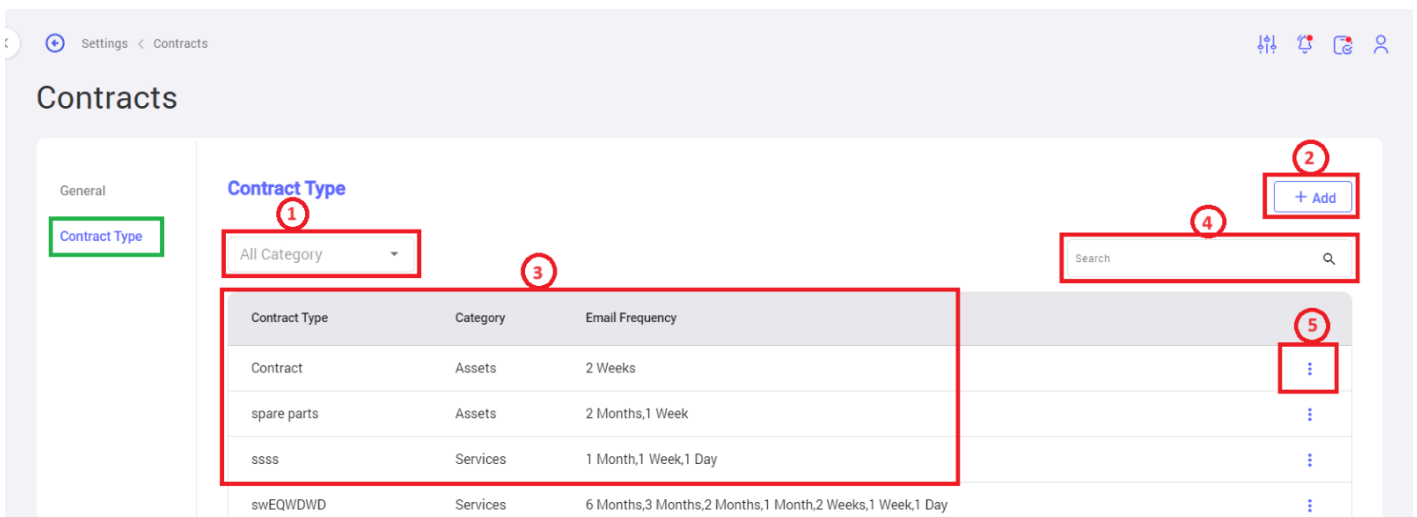 Settings < Contracts
Contracts
General
Contract Type
Contract Type
1
2
+ Add
All Category
4
Search
3
Contract Type Category Email Frequency
5
Contract Assets 2 Weeks
spare parts Assets 2 Months,1 Week
ssss Services 1 Month,1 Week,1 Day
swEQWDWD Services 6 Months,3 Months,2 Months,1 Month,2 Weeks,1 Week,1 Day